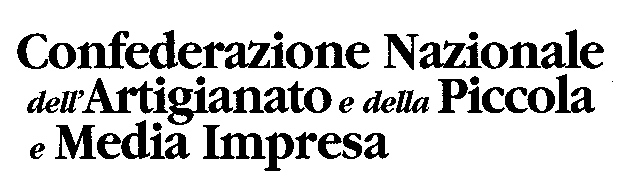 Confederazione Nazionale
dell'Artigianato e della Piccola
e Media Impresa